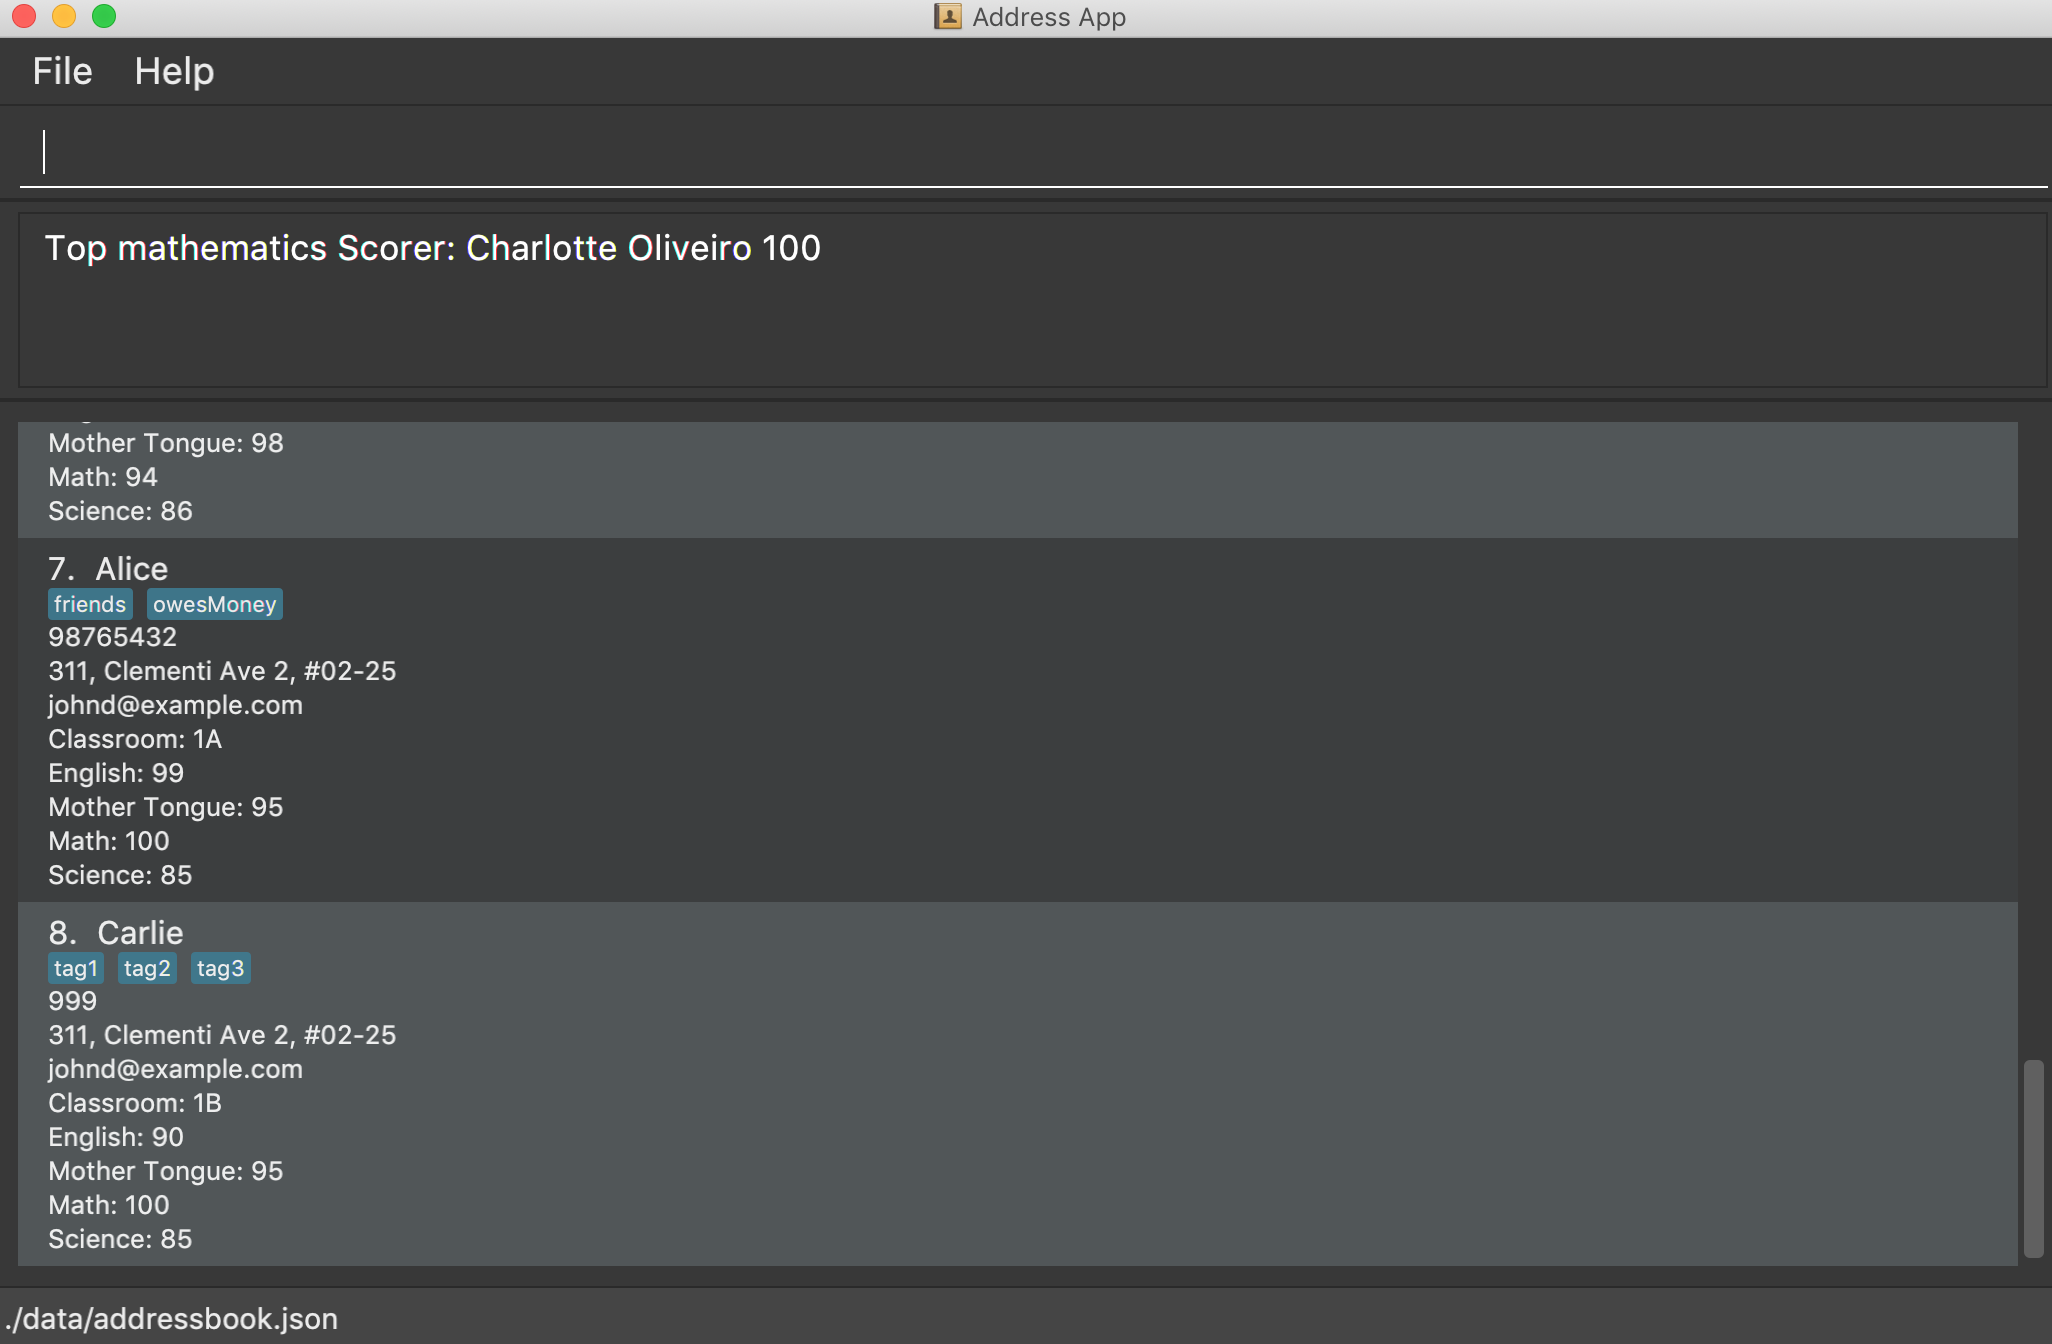 Address App
File Help
Top mathematics Scorer: Charlotte Oliveiro 100
Mother Tongue: 98
Math: 94
Science: 86
7. Alice
friends owesMoney
98765432
311, Clementi Ave 2, #02-25
johnd@example.com
Classroom: 1A
English: 99
Mother Tongue: 95
Math: 100
Science: 85
8. Carlie
tag1 tag2 tag3
999
311, Clementi Ave 2, #02-25
johnd@example.com
Classroom: 1B
English: 90
Mother Tongue: 95
Math: 100
Science: 85
./data/addressbook.json